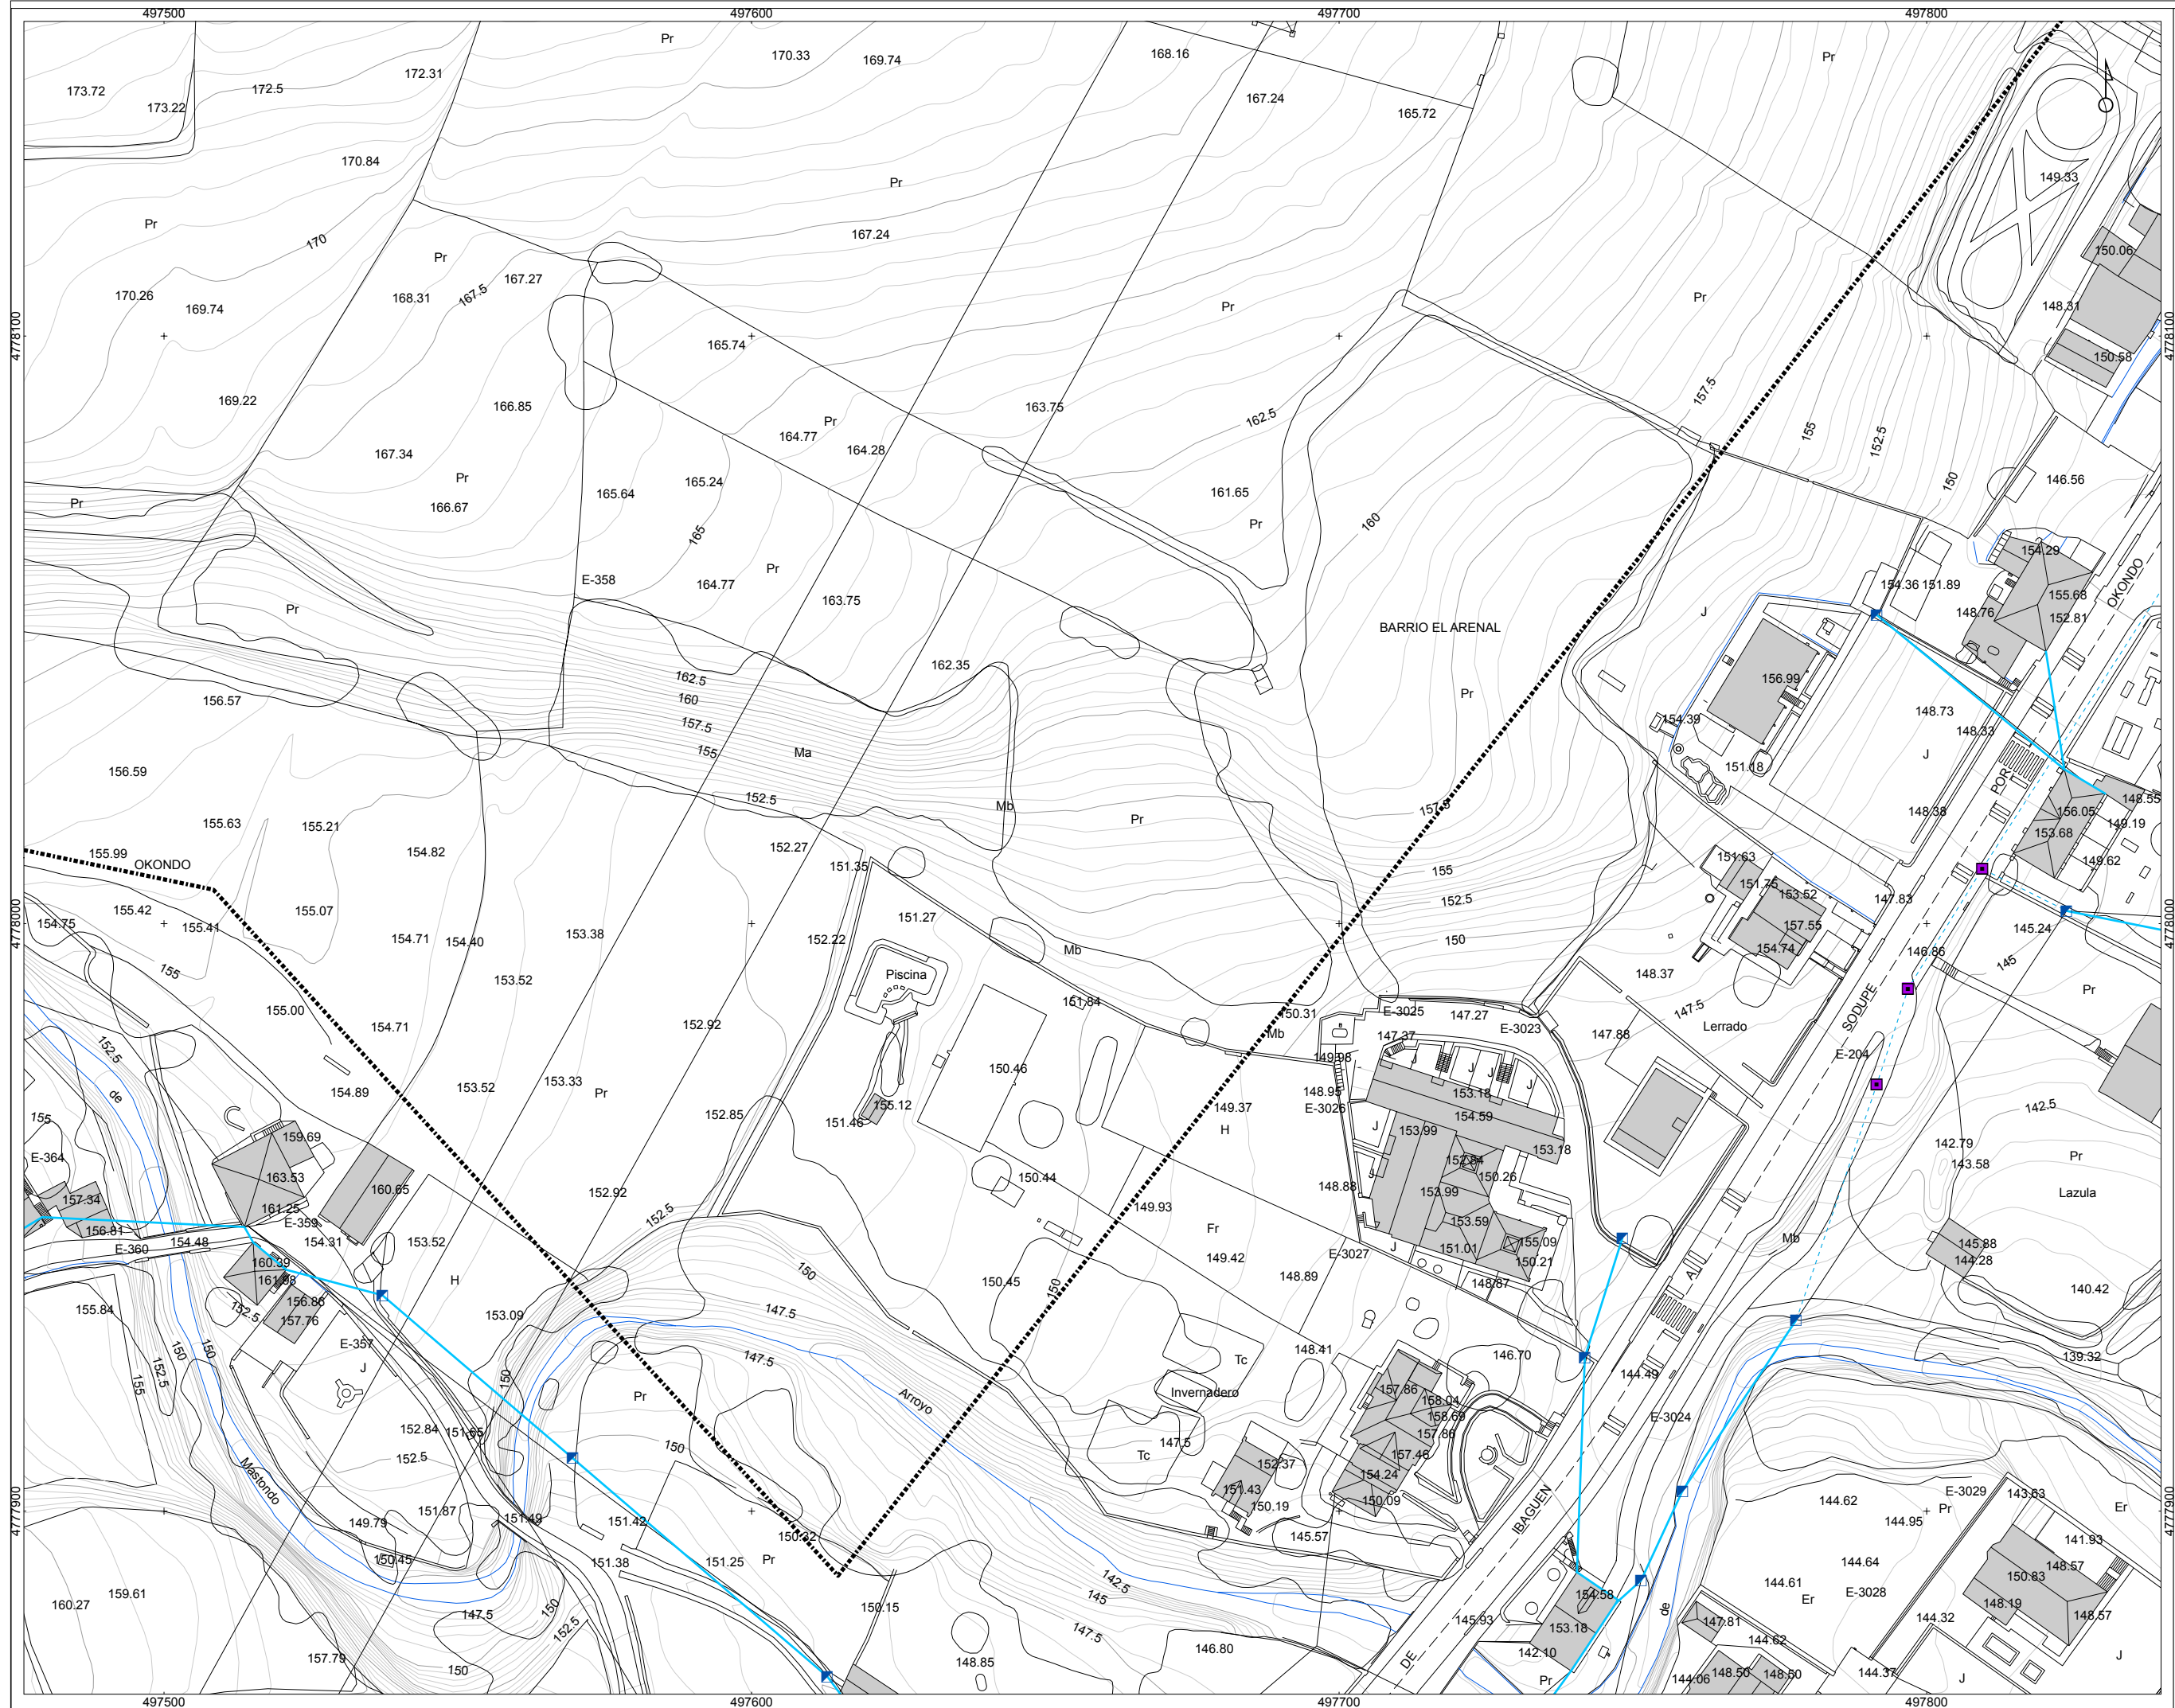 497500 497600 497700 497800
Pr 170.33 169.74 168.16 Pr
172.31 172.5 173.72 173.22 167.24 165.72
170.84 Pr 149.33
Pr 170 Pr 167.24 150.06
170.26 169.74 168.31 167.5 167.27 Pr Pr 148.31
4778100 165.74 4778100
150.58
169.22 166.85 163.75 162.5 157.5
167.34 164.77 Pr 164.28 155 152.5
Pr Pr 165.64 165.24 161.65 150 146.56
166.67 165 Pr 160
E-358 164.77 Pr 154.29
Pr 163.75 154.36 151.89 155.68 OKONDO
J 148.76 152.81
BARRIO EL ARENAL
162.35
156.57 162.5 160 Pr 156.99
157.5 154.39 148.73
155 Ma 148.33
156.59 J
151.18 POR
152.5 Mb 157.5 148.55
155.63 155.21 Pr 148.38 156.05 149.19
154.82 152.27 153.68
155.99 OKONDO 151.35 151.63 149.62
155 151.75 153.52
155.42 155.07 151.27 152.5 147.83
154.75 155.41 153.38 157.55
4778000 4778000
154.71 154.40 152.22 Mb 150 154.74 145.24
155 146.86
Piscina 148.37 145
153.52 Pr
155.00 154.71 152.92 151.84 150.31 E-3025 147.27 147.5 SODUPE
Mb 147.37 E-3023 147.88 Lerrado
152.5 E-204
149.98 J
150.46 J J J
de 154.89 153.52 153.33 Pr 148.95 153.18
155 152.85 155.12 149.37 E-3026 154.59 142.5
151.46 H J 153.99
159.69 153.18 142.79
E-364 152.84 143.58 Pr
163.53 150.44 J 150.26
157.34 160.65 152.92 148.88 153.99 Lazula
161.25 149.93
E-359 152.5 Fr 153.59
156.81 154.48 154.31 153.52 155.09 Mb 145.88
E-360 149.42 E-3027 J 151.01 150.21 144.28
160.39 150
161.98 H 150.45 148.89 148.87 AL 140.42
156.86 150
155.84 152.5 153.09 147.5
157.76
150 150 E-357 148.41 146.70 139.32
152.5 J 150 147.5 Tc 144.49
155 157.86
Pr Arroyo Invernadero 158.04
158.69 E-3024
152.84 151.65 157.86
150 147.5 157.46
152.5 Tc 152.37 154.24
Mastondo 151.43 E-3029
150.09 143.63
4777900 151.87 150.19 IBAGUEN 144.62 Pr Er 4777900
149.79 151.49 151.42 144.95
150.32 145.57 141.93
150.45 151.38 151.25 Pr 144.64 148.57
142.5 144.61 150.83
159.61 145 154.58 Er E-3028
160.27 147.5 150 150.15 148.19
152.5 145.93 de 147.81 144.32 148.57
147.5 153.18
157.79 146.80 144.62
150 148.85 DE 142.10 J
144.06 148.50 148.50 144.37 J
Pr
497500 497600 497700 497800